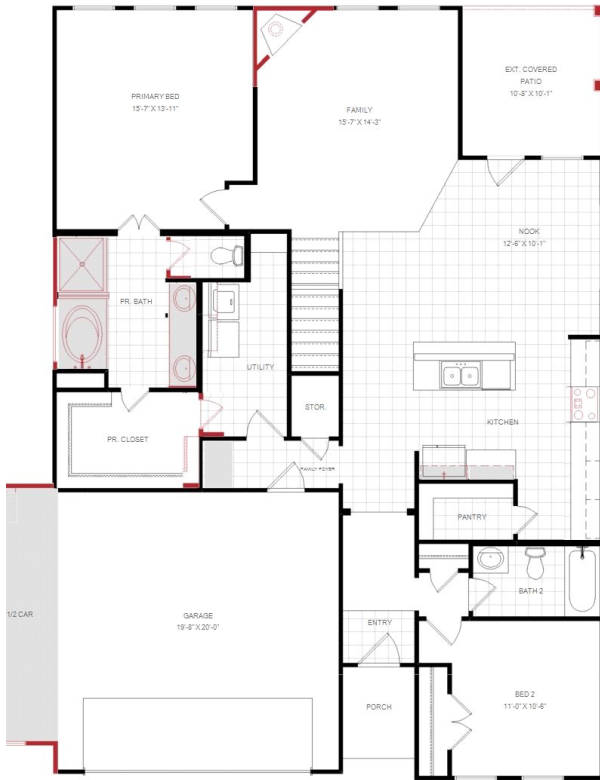 PRIMARY BED
15'-7" X 13'-11"
FAMILY
15'-7" X 14'-3"
EXT. COVERED
PATIO
10'-8" X 10'-1"
NOOK
12'-6" X 10'-1"
PR. BATH
UTILITY
STOR.
KITCHEN
PR. CLOSET
FAMILY FOYER
PANTRY
1/2 CAR
GARAGE
19'-8" X 20'-0"
BATH 2
ENTRY
PORCH
BED 2
11'-0" X 10'-6"